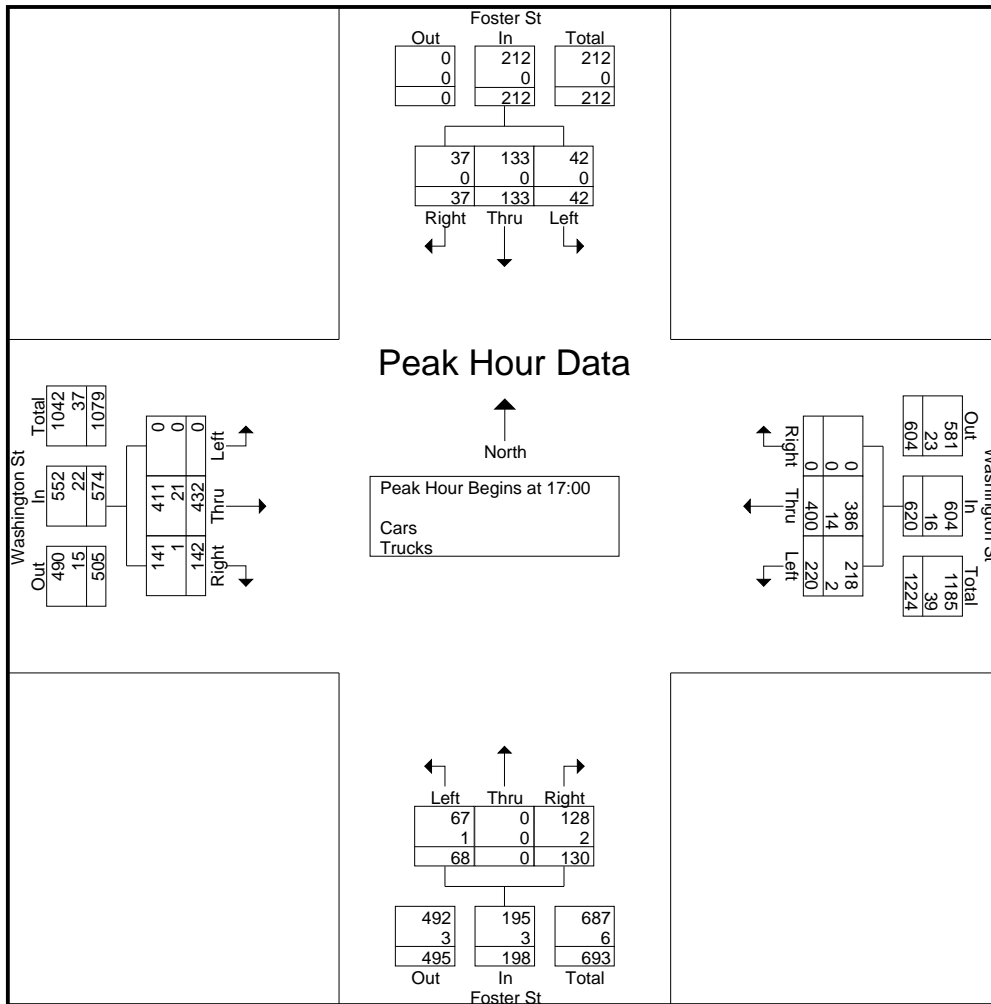 Foster St
Out In Total
0 212 212
0 0 0
0 212 212
37 133 42
0 0 0
37 133 42
Right Thru Left
Peak Hour Data
North
Peak Hour Begins at 17:00
Cars
Trucks
Washington St
Total
1042
37
1079
In
552
22
574
Out
490
15
505
Left
0
0
0
Thru
411
21
432
Right
141
1
142
Washington St
Out
581
23
604
In
604
16
620
Total
1185
39
1224
Right
0
0
0
Thru
386
14
400
Left
218
2
220
Left Thru Right
67 0 128
1 0 2
68 0 130
492 195 687
3 3 6
495 198 693
Out In Total
Foster St